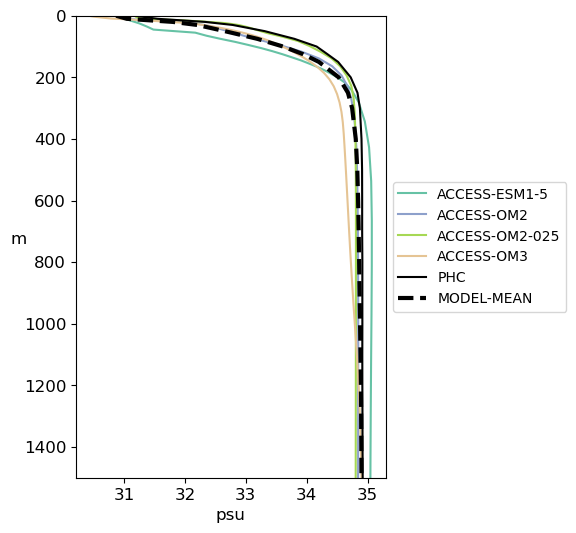 0
200
400
600
800
1000
1200
1400
m
31 32 33 34 35
psu
ACCESS-ESM1-5
ACCESS-OM2
ACCESS-OM2-025
ACCESS-OM3
PHC
MODEL-MEAN